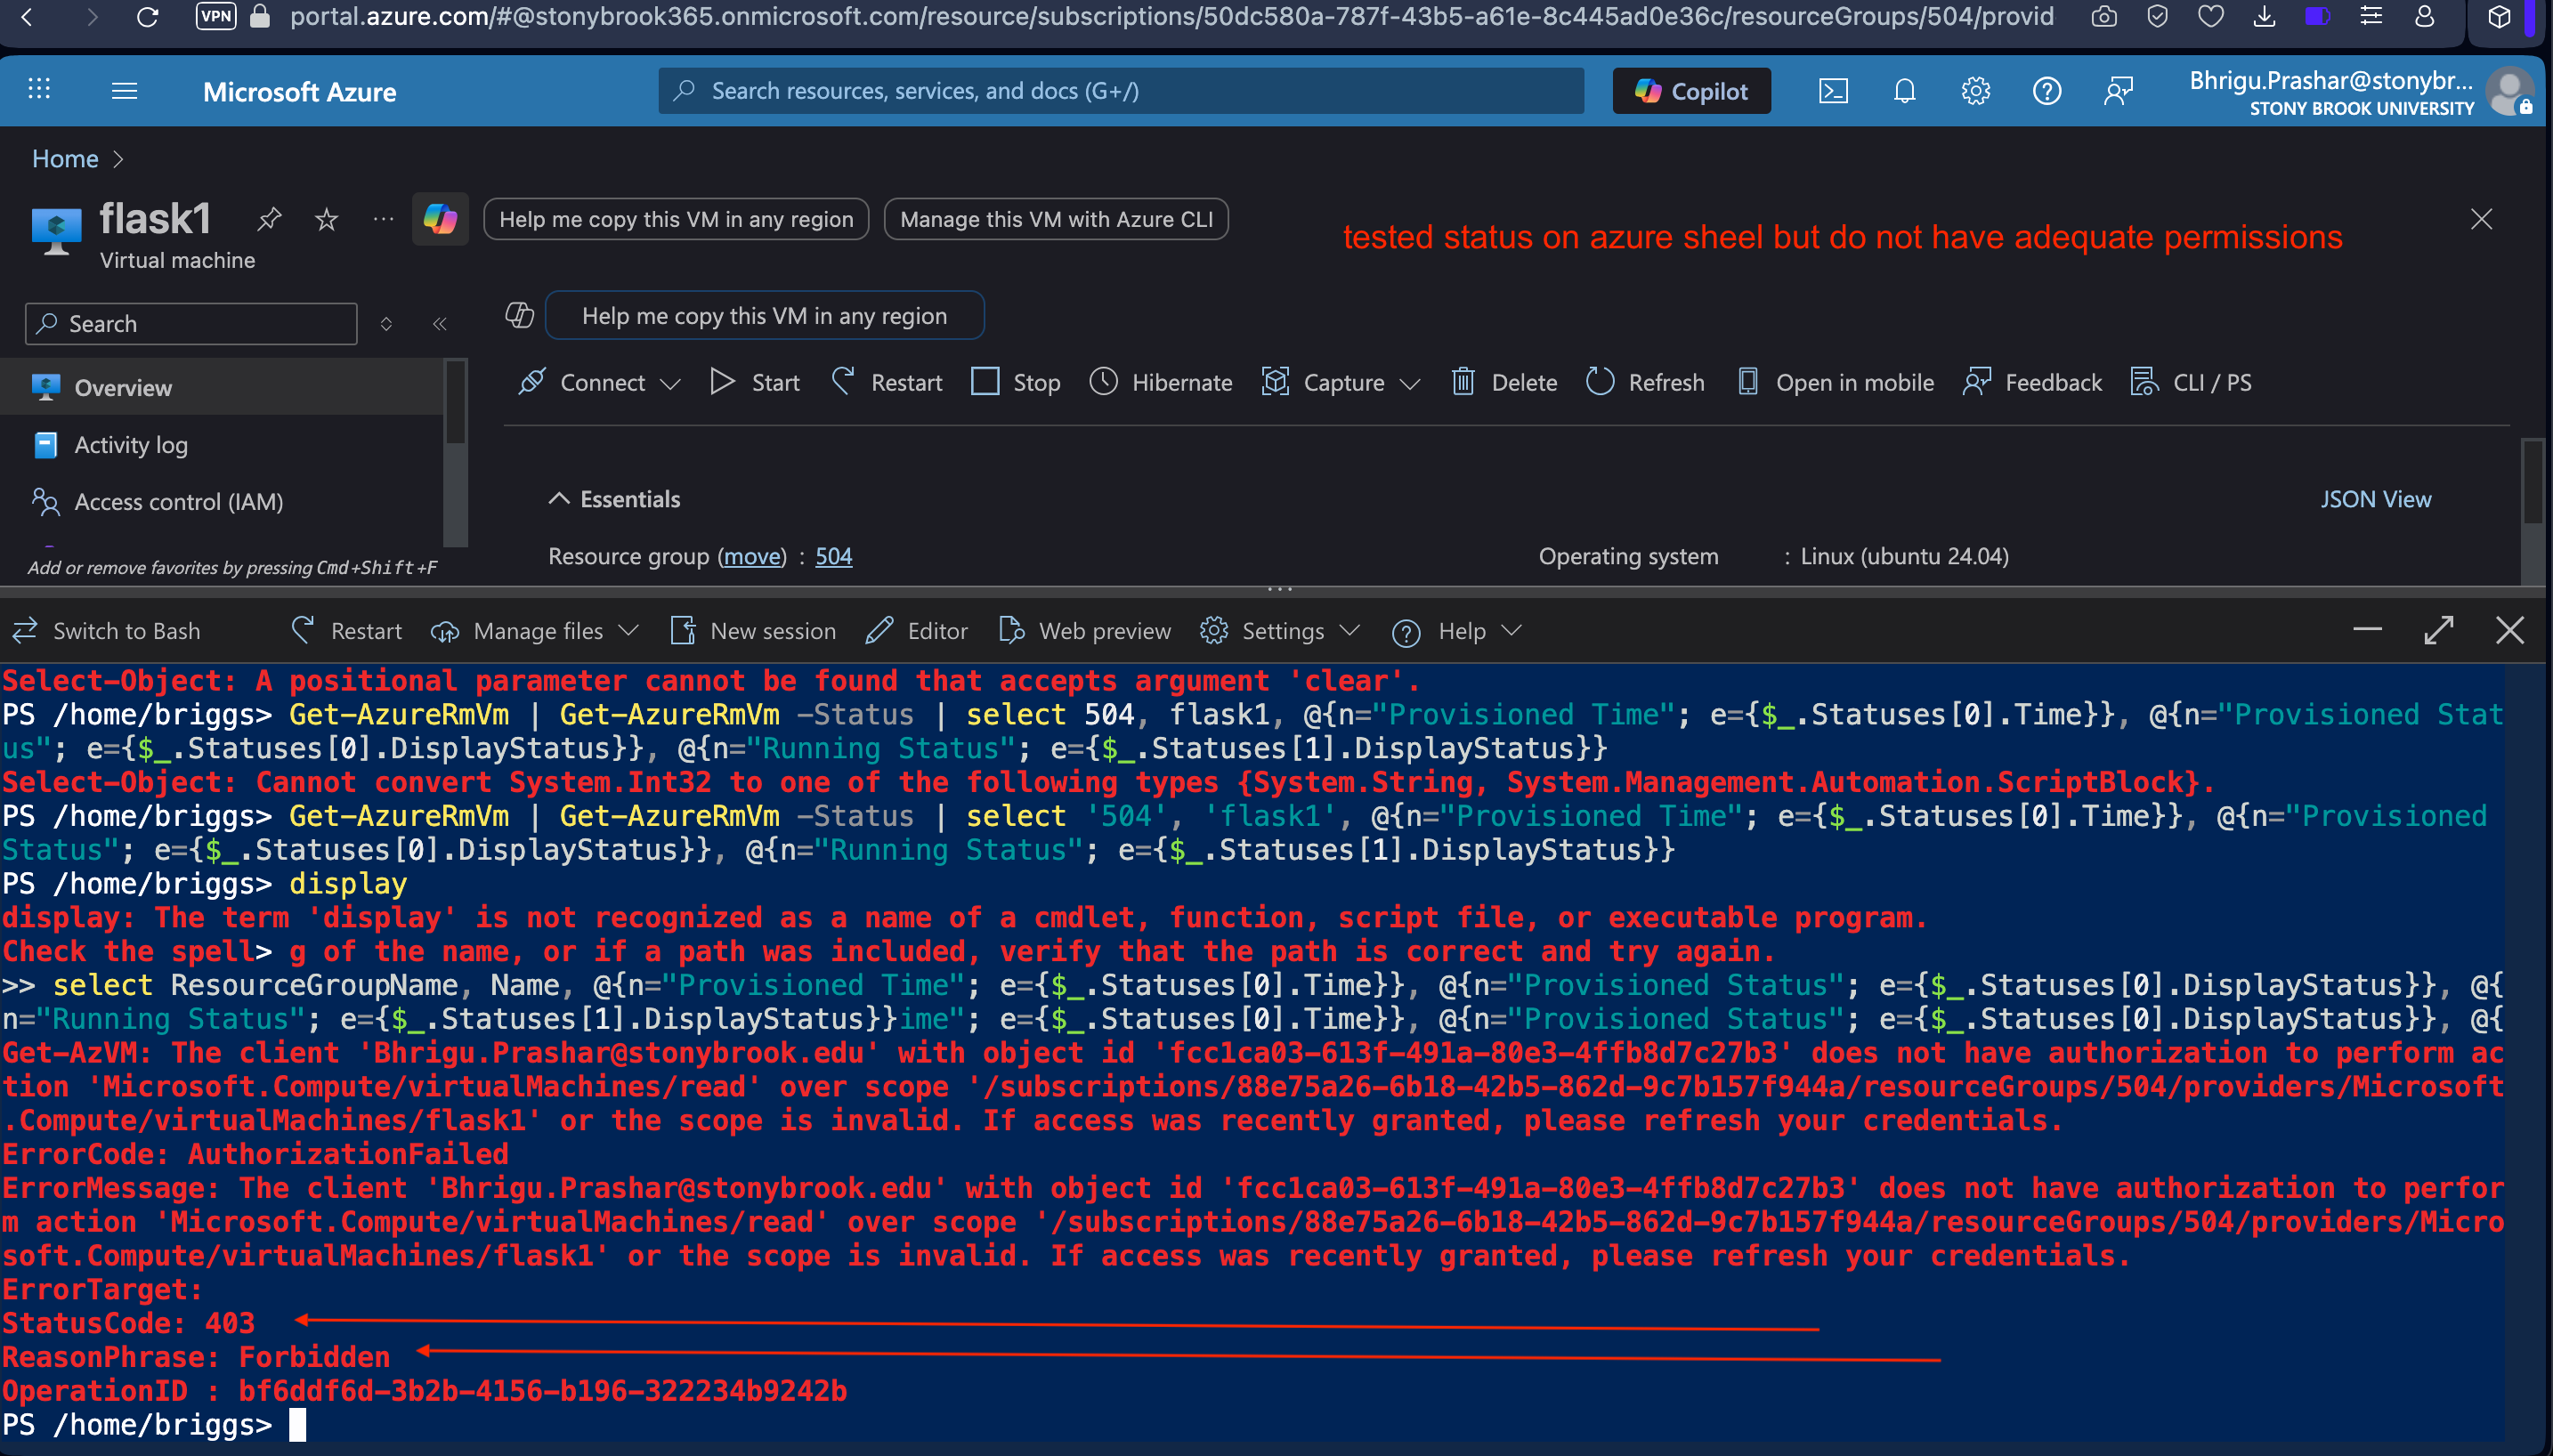 VPN portal.azure.com/#@stonybrook365.onmicrosoft.com/resource/subscriptions/50dc580a-787f-43b5-a61e-8c445ad0e36c/resourceGroups/504/provid
Microsoft Azure
Search resources, services, and docs (G+/)
Copilot
Bhrigu.Prashar@stonybr...
STONY BROOK UNIVERSITY
Home
flask1
Virtual machine
Help me copy this VM in any region
Manage this VM with Azure CLI
tested status on azure sheel but do not have adequate permissions
Search
Help me copy this VM in any region
Connect Start Restart Stop Hibernate Capture Delete Refresh Open in mobile Feedback CLI / PS
Overview
Activity log
Access control (IAM)
Add or remove favorites by pressing Cmd+Shift+F
Essentials
JSON View
Resource group (move) : 504
Operating system : Linux (ubuntu 24.04)
Switch to Bash Restart Manage files New session Editor Web preview Settings Help
Select-Object: A positional parameter cannot be found that accepts argument 'clear'.
PS /home/briggs> Get-AzureRmVm | Get-AzureRmVm -Status | select 504, flask1, @{n="Provisioned Time"; e={$_.Statuses[0].Time}}, @{n="Provisioned Stat
us"; e={$_.Statuses[0].DisplayStatus}}, @{n="Running Status"; e={$_.Statuses[1].DisplayStatus}}
Select-Object: Cannot convert System.Int32 to one of the following types {System.String, System.Management.Automation.ScriptBlock}.
PS /home/briggs> Get-AzureRmVm | Get-AzureRmVm -Status | select '504', 'flask1', @{n="Provisioned Time"; e={$_.Statuses[0].Time}}, @{n="Provisioned
Status"; e={$_.Statuses[0].DisplayStatus}}, @{n="Running Status"; e={$_.Statuses[1].DisplayStatus}}
PS /home/briggs> display
display: The term 'display' is not recognized as a name of a cmdlet, function, script file, or executable program.
Check the spell> g of the name, or if a path was included, verify that the path is correct and try again.
>> select ResourceGroupName, Name, @{n="Provisioned Time"; e={$_.Statuses[0].Time}}, @{n="Provisioned Status"; e={$_.Statuses[0].DisplayStatus}}, @{
n="Running Status"; e={$_.Statuses[1].DisplayStatus}}ime"; e={$_.Statuses[0].Time}}, @{n="Provisioned Status"; e={$_.Statuses[0].DisplayStatus}}, @{
Get-AzVM: The client 'Bhrigu.Prashar@stonybrook.edu' with object id 'fcc1ca03-613f-491a-80e3-4ffb8d7c27b3' does not have authorization to perform ac
tion 'Microsoft.Compute/virtualMachines/read' over scope '/subscriptions/88e75a26-6b18-42b5-862d-9c7b157f944a/resourceGroups/504/providers/Microsoft
.Compute/virtualMachines/flask1' or the scope is invalid. If access was recently granted, please refresh your credentials.
ErrorCode: AuthorizationFailed
ErrorMessage: The client 'Bhrigu.Prashar@stonybrook.edu' with object id 'fcc1ca03-613f-491a-80e3-4ffb8d7c27b3' does not have authorization to perfor
m action 'Microsoft.Compute/virtualMachines/read' over scope '/subscriptions/88e75a26-6b18-42b5-862d-9c7b157f944a/resourceGroups/504/providers/Micro
soft.Compute/virtualMachines/flask1' or the scope is invalid. If access was recently granted, please refresh your credentials.
ErrorTarget:
StatusCode: 403
ReasonPhrase: Forbidden
OperationID : bf6ddf6d-3b2b-4156-b196-322234b9242b
PS /home/briggs>